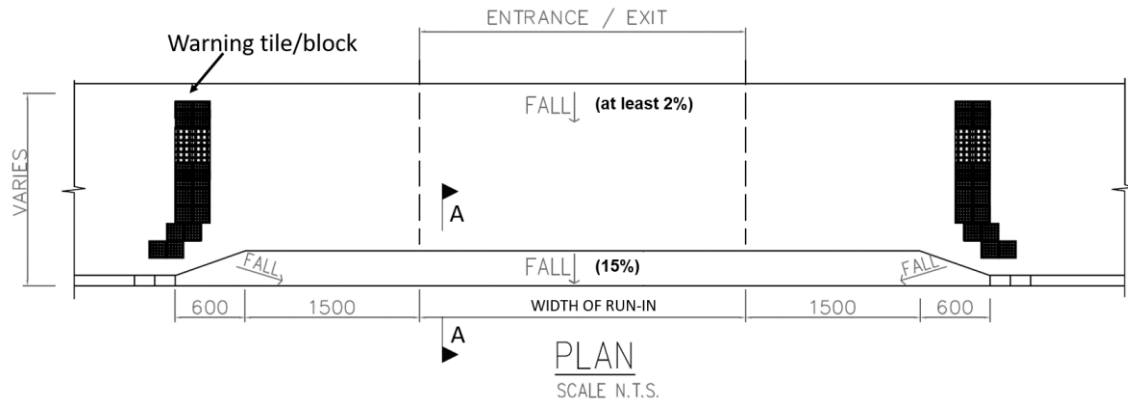 ENTRANCE / EXIT
Warning tile/block
FALL (at least 2%)
VARIES
A
FALL
FALL (15%)
FALL
600
1500
WIDTH OF RUN-IN
1500
600
A
PLAN
SCALE N.T.S.